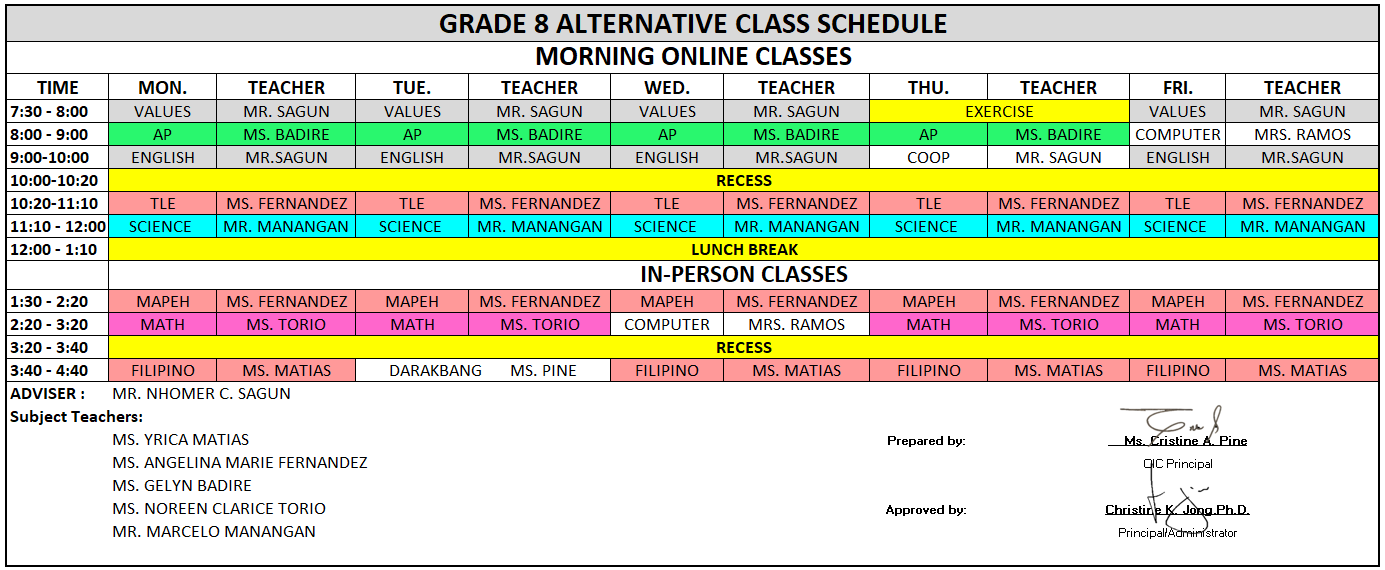 GRADE 8 ALTERNATIVE CLASS SCHEDULE
MORNING ONLINE CLASSES
TIME MON. TEACHER TUE. TEACHER WED. TEACHER THU. TEACHER FRI. TEACHER
7:30 - 8:00 VALUES MR. SAGUN VALUES MR. SAGUN VALUES MR. SAGUN EXERCISE VALUES MR. SAGUN
8:00 - 9:00 AP MS. BADIRE AP MS. BADIRE AP MS. BADIRE AP MS. BADIRE COMPUTER MRS. RAMOS
9:00-10:00 ENGLISH MR.SAGUN ENGLISH MR.SAGUN ENGLISH MR.SAGUN COOP MR. SAGUN ENGLISH MR.SAGUN
10:00-10:20 RECESS
10:20-11:10 TLE MS. FERNANDEZ TLE MS. FERNANDEZ TLE MS. FERNANDEZ TLE MS. FERNANDEZ TLE MS. FERNANDEZ
11:10 - 12:00 SCIENCE MR. MANANGAN SCIENCE MR. MANANGAN SCIENCE MR. MANANGAN SCIENCE MR. MANANGAN SCIENCE MR. MANANGAN
12:00 - 1:10 LUNCH BREAK
IN-PERSON CLASSES
1:30 - 2:20 MAPEH MS. FERNANDEZ MAPEH MS. FERNANDEZ MAPEH MS. FERNANDEZ MAPEH MS. FERNANDEZ MAPEH MS. FERNANDEZ
2:20 - 3:20 MATH MS. TORIO MATH MS. TORIO COMPUTER MRS. RAMOS MATH MS. TORIO MATH MS. TORIO
3:20 - 3:40 RECESS
3:40 - 4:40 FILIPINO MS. MATIAS DARAKBANG MS. PINE FILIPINO MS. MATIAS FILIPINO MS. MATIAS FILIPINO MS. MATIAS
ADVISER : MR. NHOMER C. SAGUN
Subject Teachers:
MS. YRICA MATIAS
MS. ANGELINA MARIE FERNANDEZ
MS. GELYN BADIRE
MS. NOREEN CLARICE TORIO
MR. MARCELO MANANGAN
Prepared by: Ms. Cristine A. Pine
OIC Principal
Approved by: Christine K. Jong,Ph.D.
Principal/Administrator